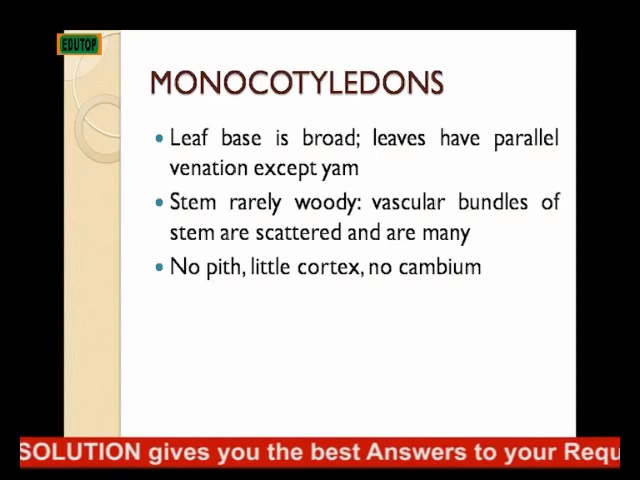 EDUTOP
MONOCOTYLEDONS
• Leaf base is broad; leaves have parallel
venation except yam
• Stem rarely woody: vascular bundles of
stem are scattered and are many
• No pith, little cortex, no cambium
SOLUTION gives you the best Answers to your Requ